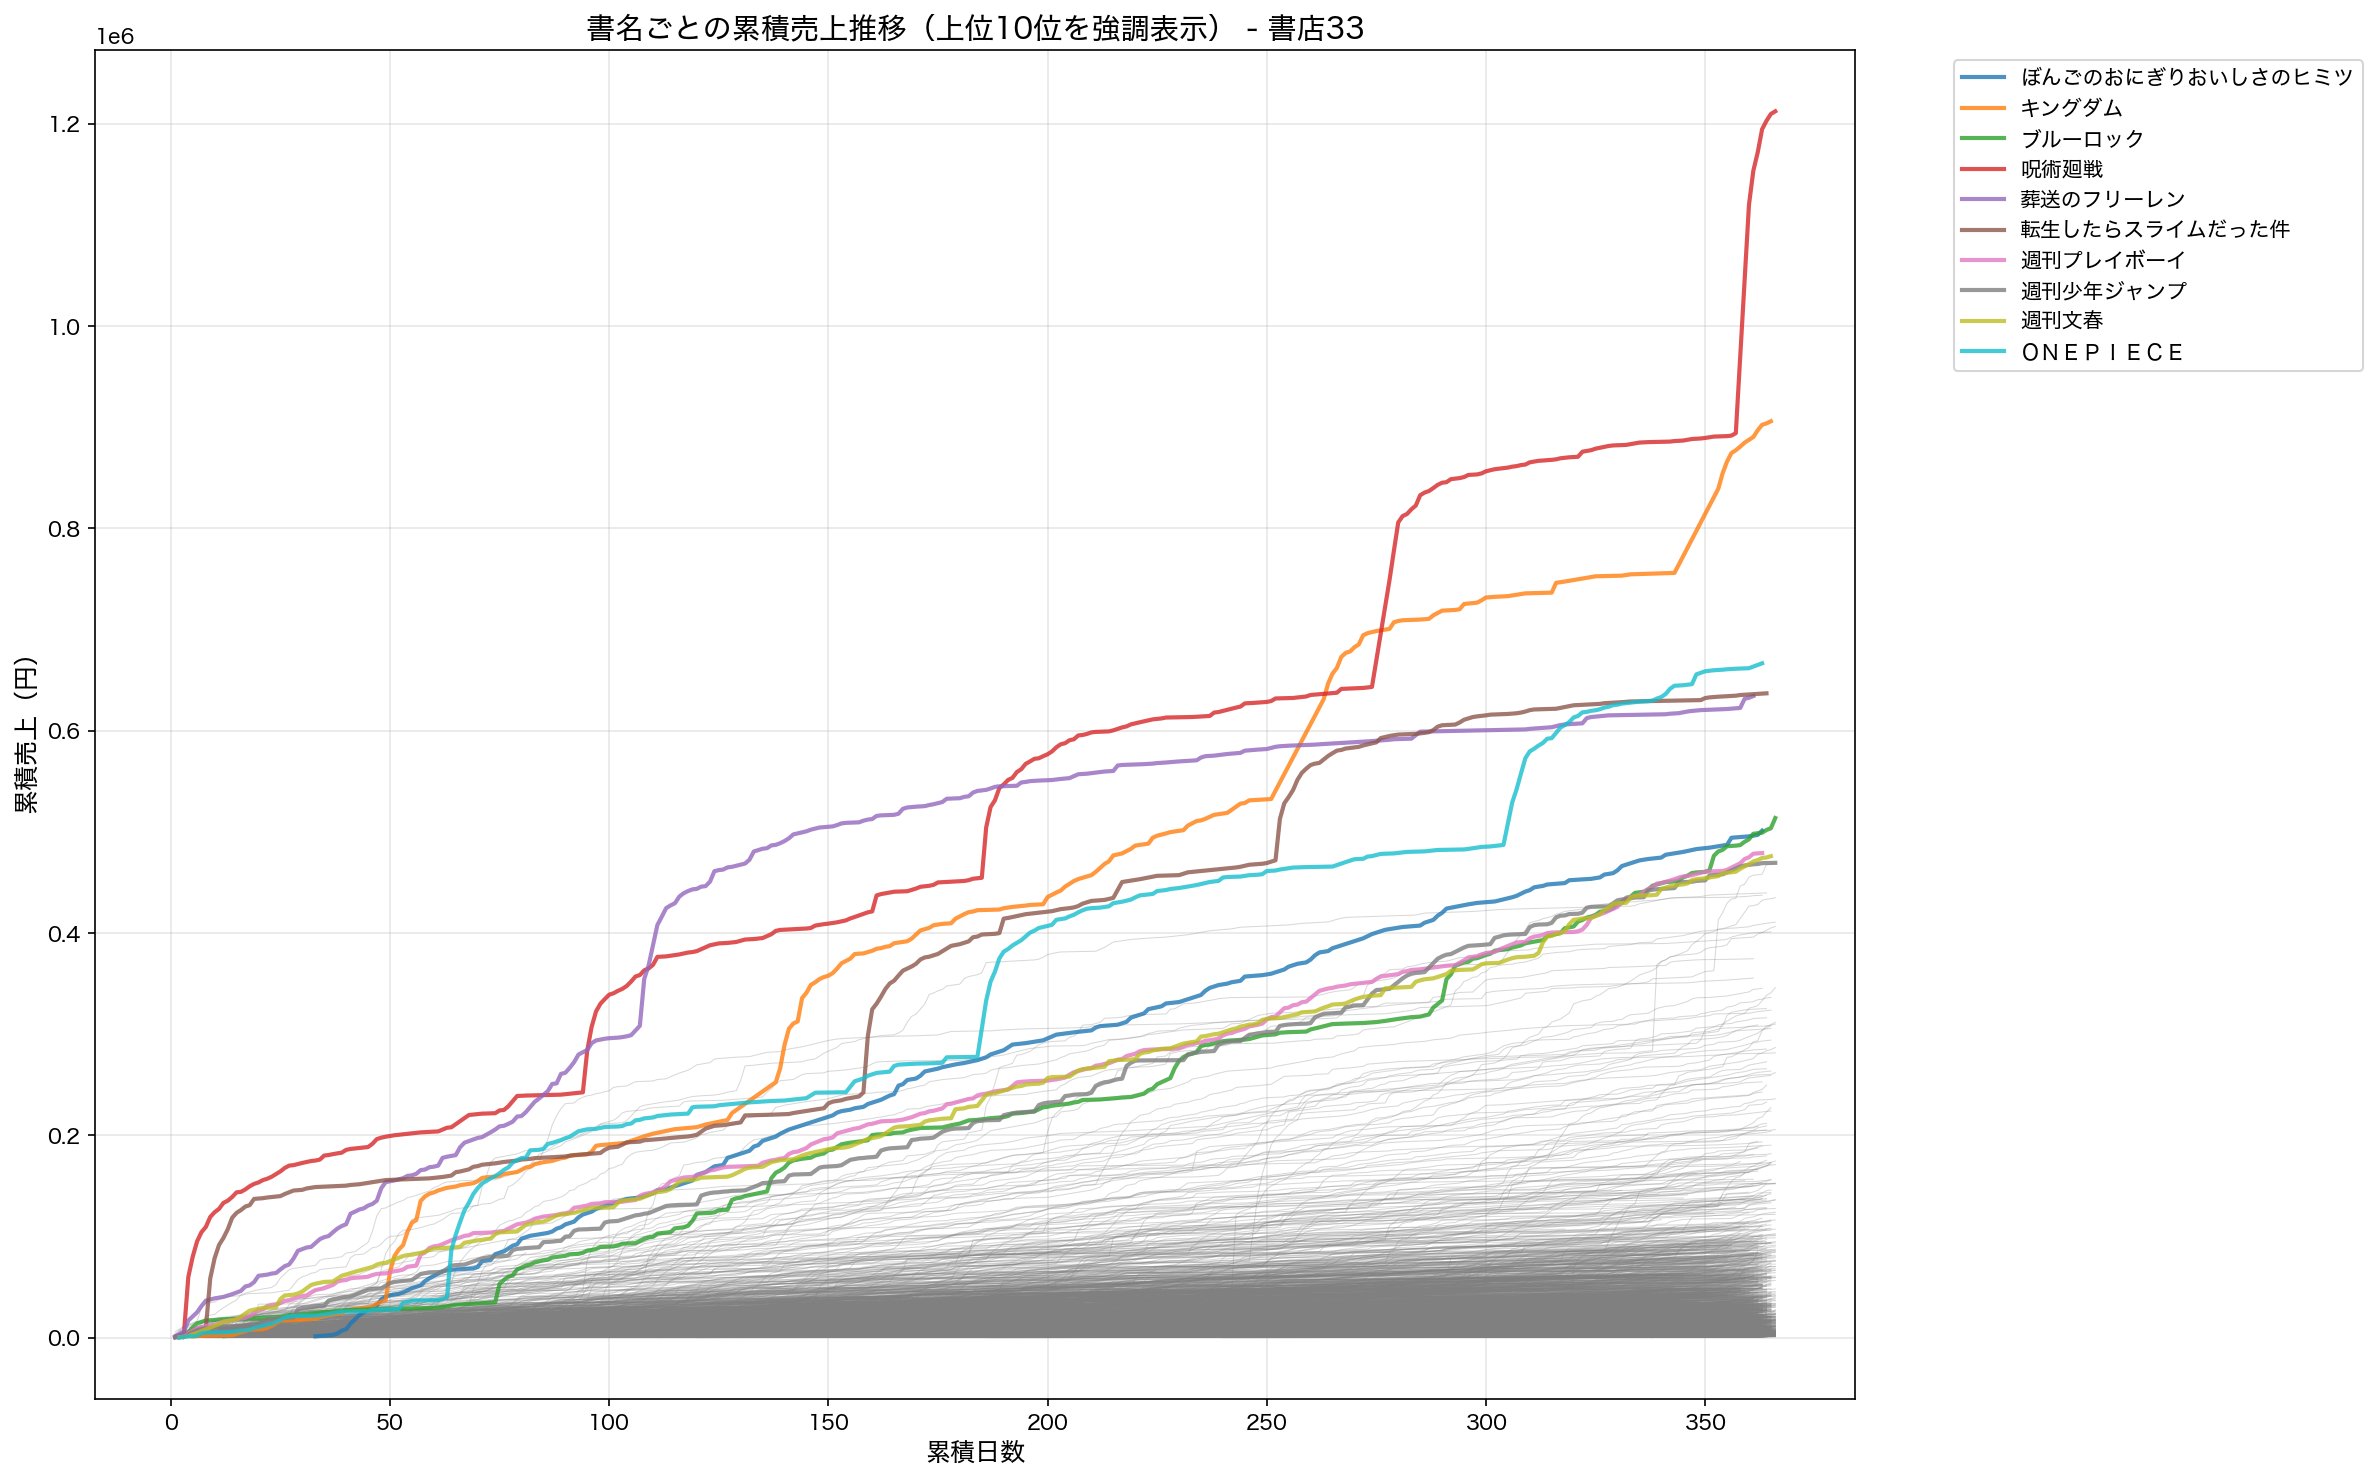 書名ごとの累積売上推移（上位10位を強調表示） - 書店33
1e6
1.2
1.0
0.8
0.6
0.4
0.2
0.0
累積売上（円）
0 50 100 150 200 250 300 350
累積日数
ぼんごのおにぎりおいしさのヒミツ
キングダム
ブルーロック
呪術廻戦
葬送のフリーレン
転生したらスライムだった件
週刊プレイボーイ
週刊少年ジャンプ
週刊文春
ＯＮＥＰＩＥＣＥ